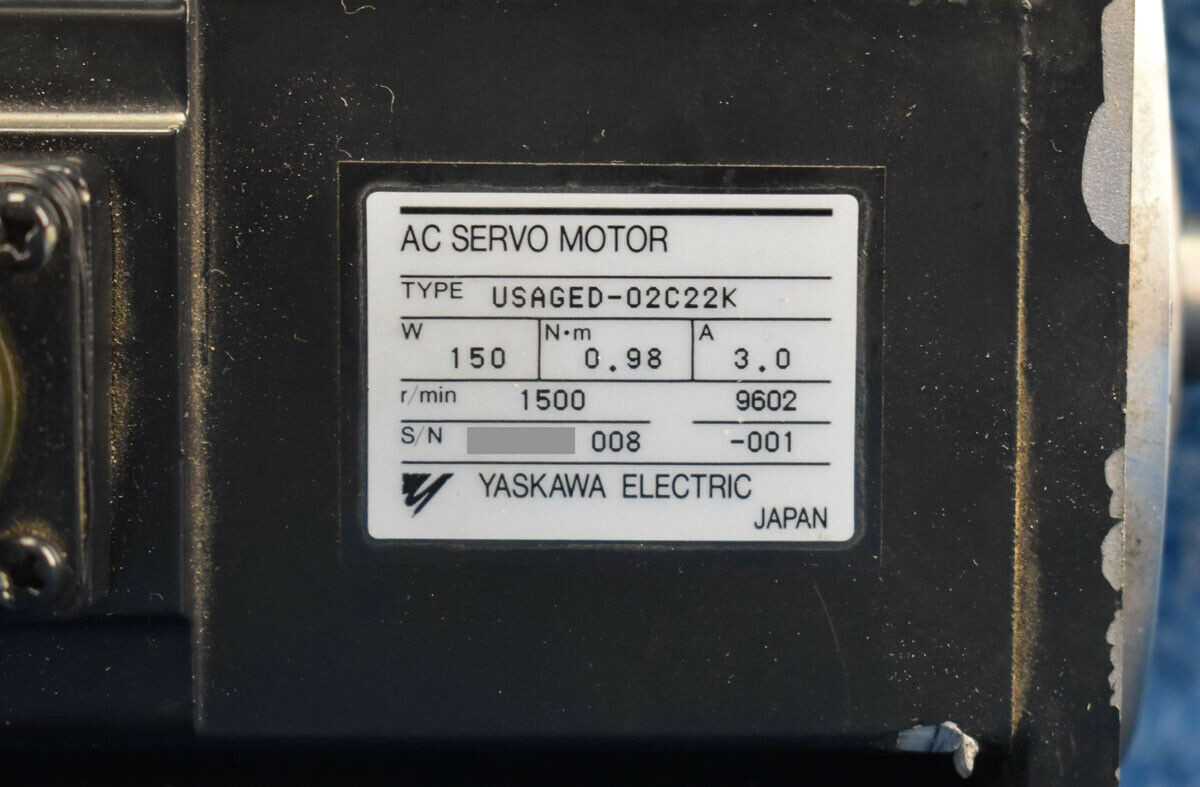 AC SERVO MOTOR
TYPE USAGED-02C22K
W 150 N·m 0.98 A 3.0
r/min 1500 9602
S/N 008 -001
YASKAWA ELECTRIC
JAPAN